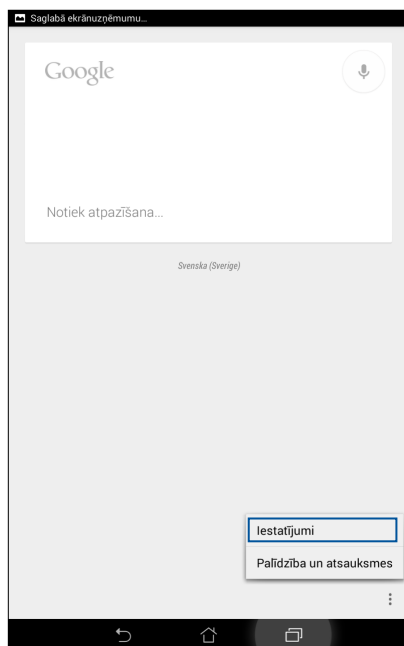 Saglabā ekrānuzņēmumu...
Google
Notiek atpazīšana...
Svenska (Sverige)
Iestatījumi
Palīdzība un atsauksmes